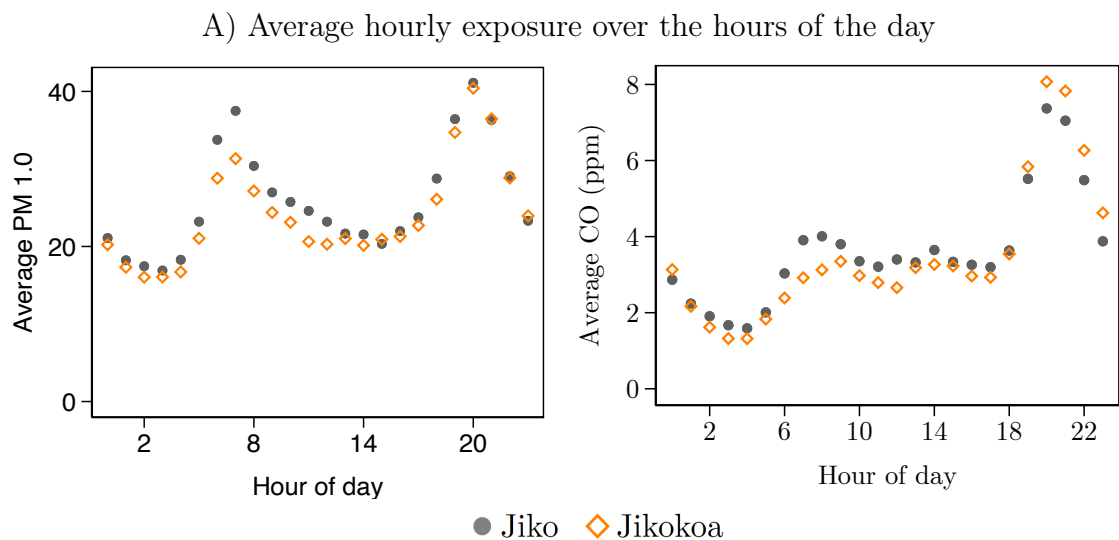 A) Average hourly exposure over the hours of the day
Average PM 1.0
40
20
0
2 8 14 20
Hour of day
Average CO (ppm)
8
6
4
2
0
2 6 10 14 18 22
Hour of day
Jiko Jikokoa